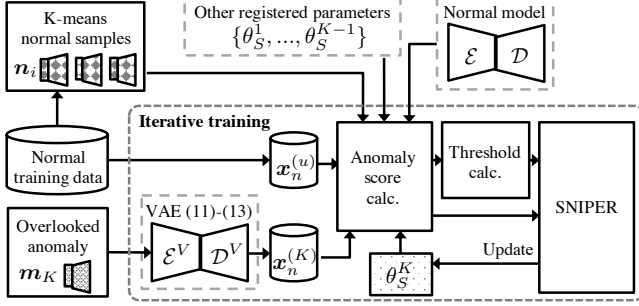 K-means
normal samples
n_i
Other registered parameters
{θ_S^1, ..., θ_S^{K−1}}
Normal model
ℰ 𝒟
Iterative training
Normal
training data
x_n^{(u)}
Anomaly
score
calc.
Threshold
calc.
SNIPER
Overlooked
anomaly
m_K
VAE (11)-(13)
ℰ^V 𝒟^V
x_n^{(K)}
θ_S^K
Update